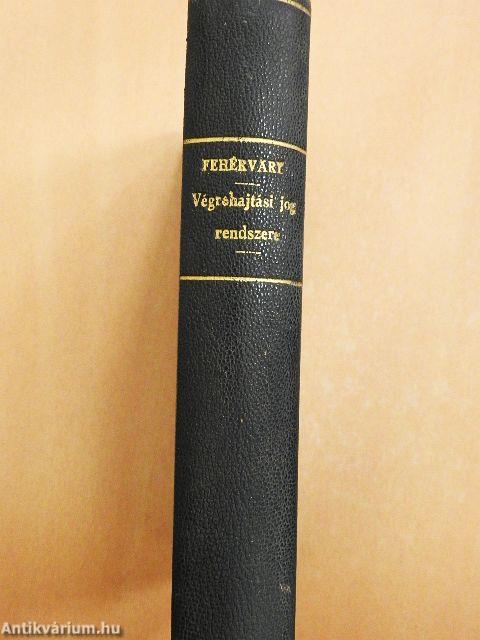 FEHÉRVÁRY
Végrehajtási jog
rendszere
Antikvárium.hu